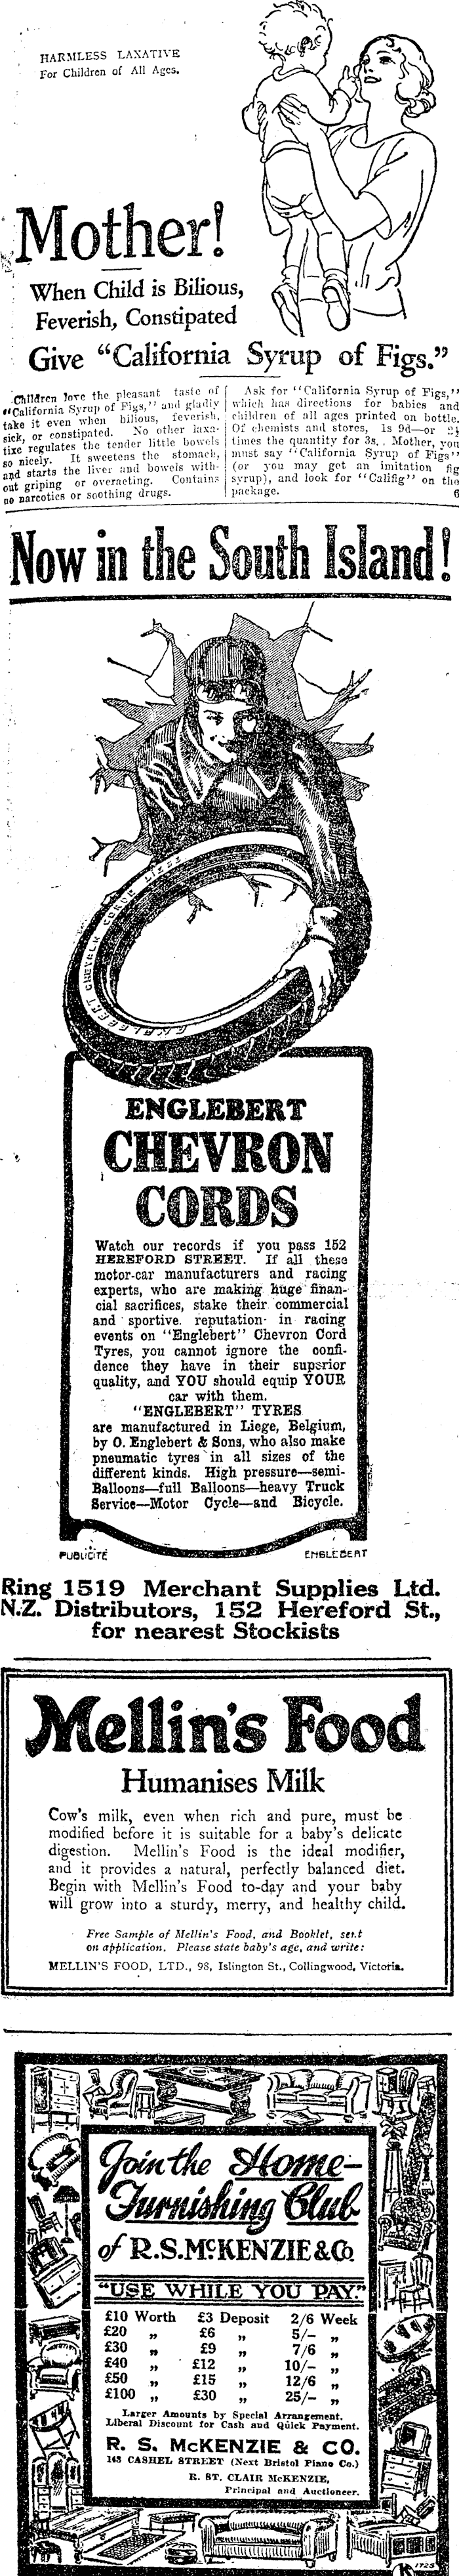 HARMLESS LAXATIVE
For Children of All Ages.
Mother!
When Child is Bilious,
Feverish, Constipated
Give "California Syrup of Figs."
Children love the pleasant taste of
"California Syrup of Figs," and gladly
take it even when bilious, feverish,
sick, or constipated. No other laxa-
tive regulates the tender little bowels
so nicely. It sweetens the stomach,
and starts the liver and bowels with-
out griping or overacting. Contains
no narcotics or soothing drugs.
Ask for "California Syrup of Figs,"
which has directions for babies and
children of all ages printed on bottle.
Of chemists and stores, 1s 9d—or 2½
times the quantity for 3s. Mother, you
must say "California Syrup of Figs"
(or you may get an imitation fig
syrup), and look for "Califig" on the
package. 6
Now in the South Island!
ENGLEBERT CHEVRON CORDS LIEGE
ENGLEBERT
ENGLEBERT
CHEVRON
CORDS
Watch our records if you pass 152
HEREFORD STREET. If all these
motor-car manufacturers and racing
experts, who are making huge finan-
cial sacrifices, stake their commercial
and sportive reputation in racing
events on "Englebert" Chevron Cord
Tyres, you cannot ignore the confi-
dence they have in their superior
quality, and YOU should equip YOUR
car with them.
"ENGLEBERT" TYRES
are manufactured in Liege, Belgium,
by O. Englebert & Sons, who also make
pneumatic tyres in all sizes of the
different kinds. High pressure—semi-
Balloons—full Balloons—heavy Truck
Service—Motor Cycle—and Bicycle.
PUBLICITÉ ENGLEBERT
Ring 1519 Merchant Supplies Ltd.
N.Z. Distributors, 152 Hereford St.,
for nearest Stockists
Mellin's Food
Humanises Milk
Cow's milk, even when rich and pure, must be
modified before it is suitable for a baby's delicate
digestion. Mellin's Food is the ideal modifier,
and it provides a natural, perfectly balanced diet.
Begin with Mellin's Food to-day and your baby
will grow into a sturdy, merry, and healthy child.
Free Sample of Mellin's Food, and Booklet, sent
on application. Please state baby's age, and write:
MELLIN'S FOOD, LTD., 98, Islington St., Collingwood, Victoria.
Join the Home-
Furnishing Club
of R.S. McKENZIE & Co.
"USE WHILE YOU PAY"
£10 Worth £3 Deposit 2/6 Week
£20 „ £6 „ 5/- „
£30 „ £9 „ 7/6 „
£40 „ £12 „ 10/- „
£50 „ £15 „ 12/6 „
£100 „ £30 „ 25/- „
Larger Amounts by Special Arrangement.
Liberal Discount for Cash and Quick Payment.
R. S. McKENZIE & CO.
143 CASHEL STREET (Next Bristol Piano Co.)
R. ST. CLAIR McKENZIE,
Principal and Auctioneer.
K 1725